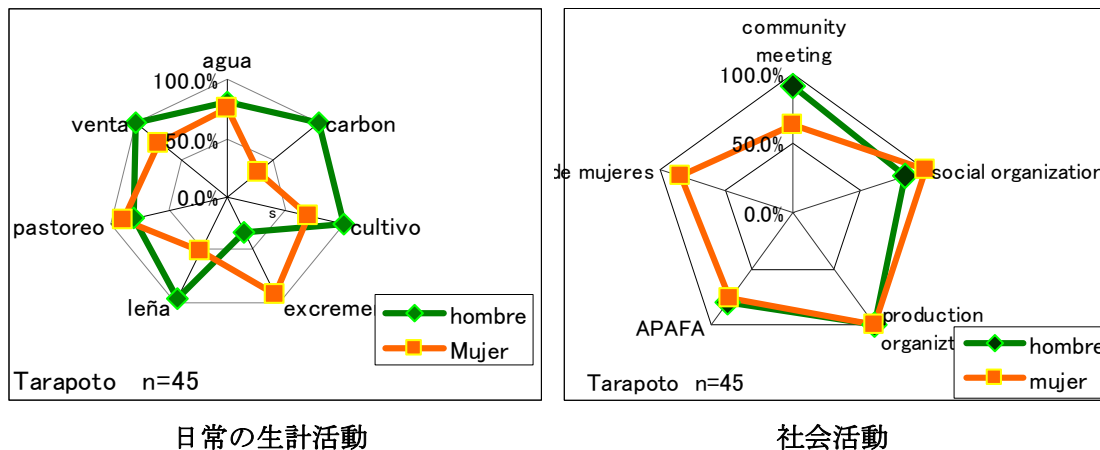 agua
100.0%
venta
carbon
50.0%
0.0%
s
pastoreo
cultivo
leña
excreme
hombre
Mujer
Tarapoto n=45
community
meeting
100.0%
50.0%
de mujeres
social organization
0.0%
APAFA
production
organizt
hombre
mujer
Tarapoto n=45
日常の生計活動
社会活動